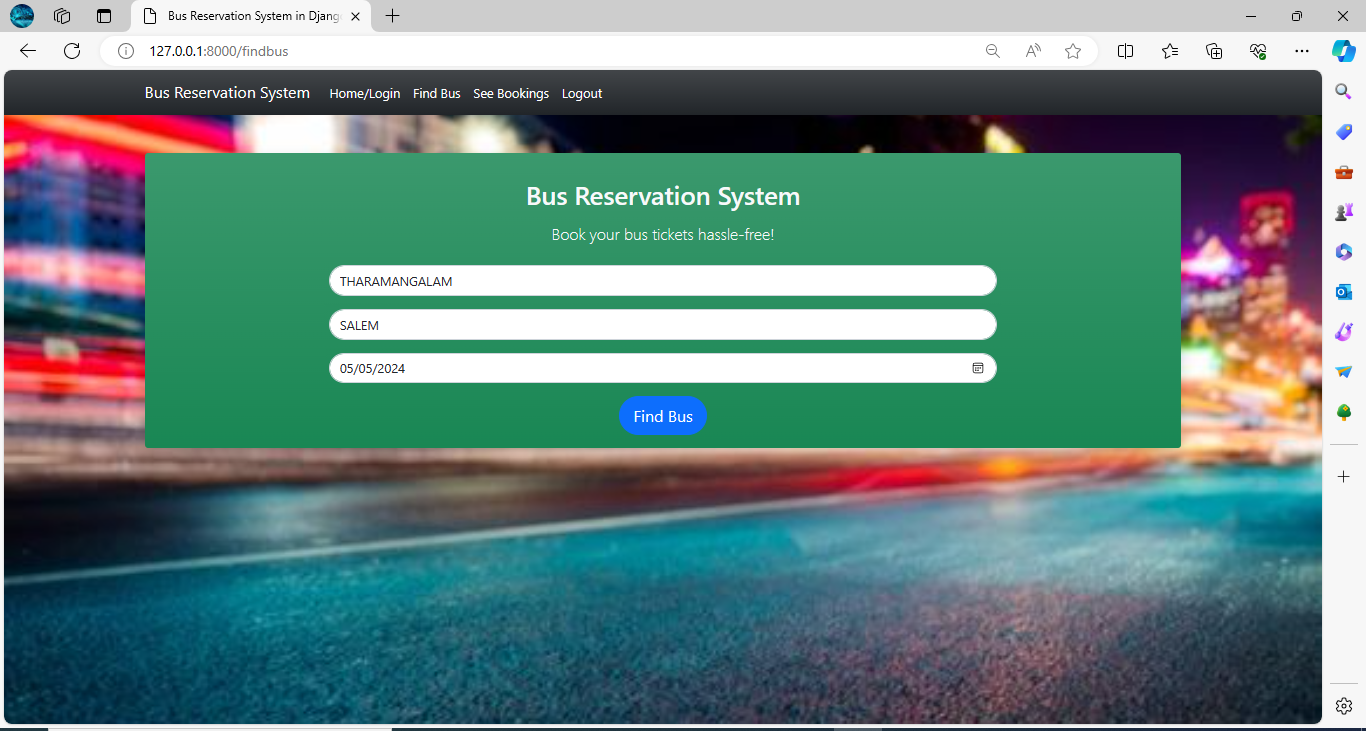 Bus Reservation System in Djang
127.0.0.1:8000/findbus
Bus Reservation System Home/Login Find Bus See Bookings Logout
Bus Reservation System
Book your bus tickets hassle-free!
THARAMANGALAM
SALEM
05/05/2024
Find Bus